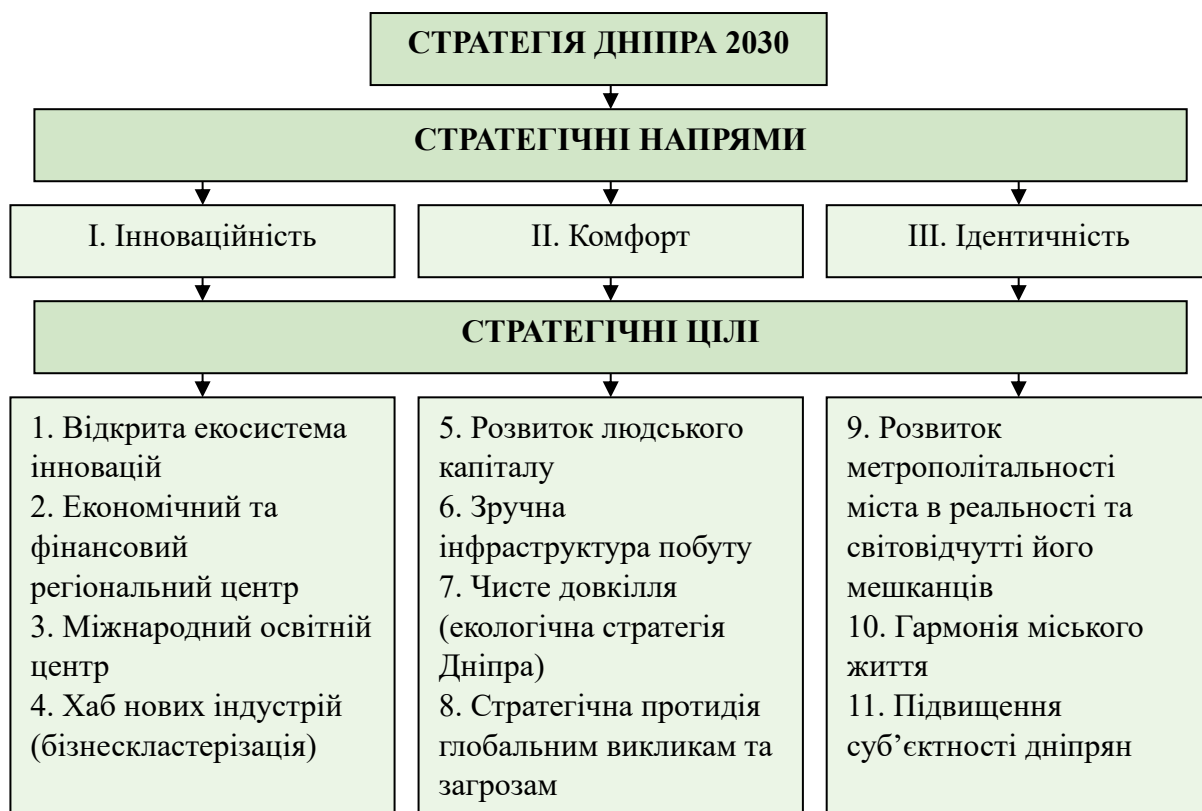 СТРАТЕГІЯ ДНІПРА 2030
СТРАТЕГІЧНІ НАПРЯМИ
І. Інноваційність
ІІ. Комфорт
ІІІ. Ідентичність
СТРАТЕГІЧНІ ЦІЛІ
1. Відкрита екосистема
інновацій
2. Економічний та
фінансовий
регіональний центр
3. Міжнародний освітній
центр
4. Хаб нових індустрій
(бізнескластерізація)
5. Розвиток людського
капіталу
6. Зручна
інфраструктура побуту
7. Чисте довкілля
(екологічна стратегія
Дніпра)
8. Стратегічна протидія
глобальним викликам та
загрозам
9. Розвиток
метрополітальності
міста в реальності та
світовідчутті його
мешканців
10. Гармонія міського
життя
11. Підвищення
суб’єктності дніпрян